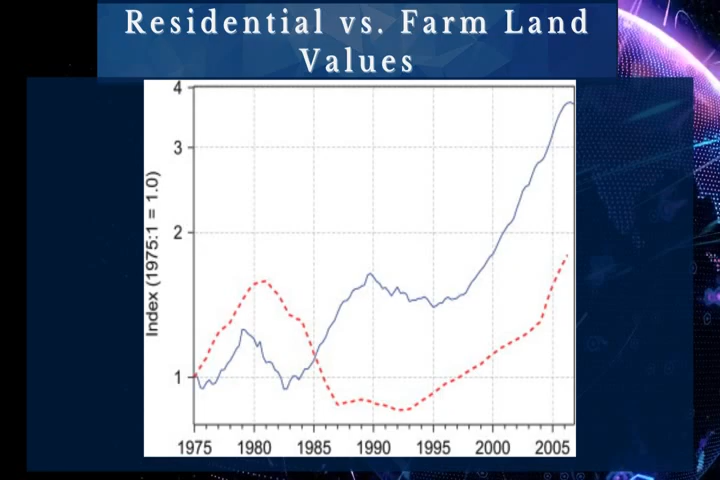 Residential vs. Farm Land
Values
4
3
2
1
Index (1975:1 = 1.0)
1975 1980 1985 1990 1995 2000 2005